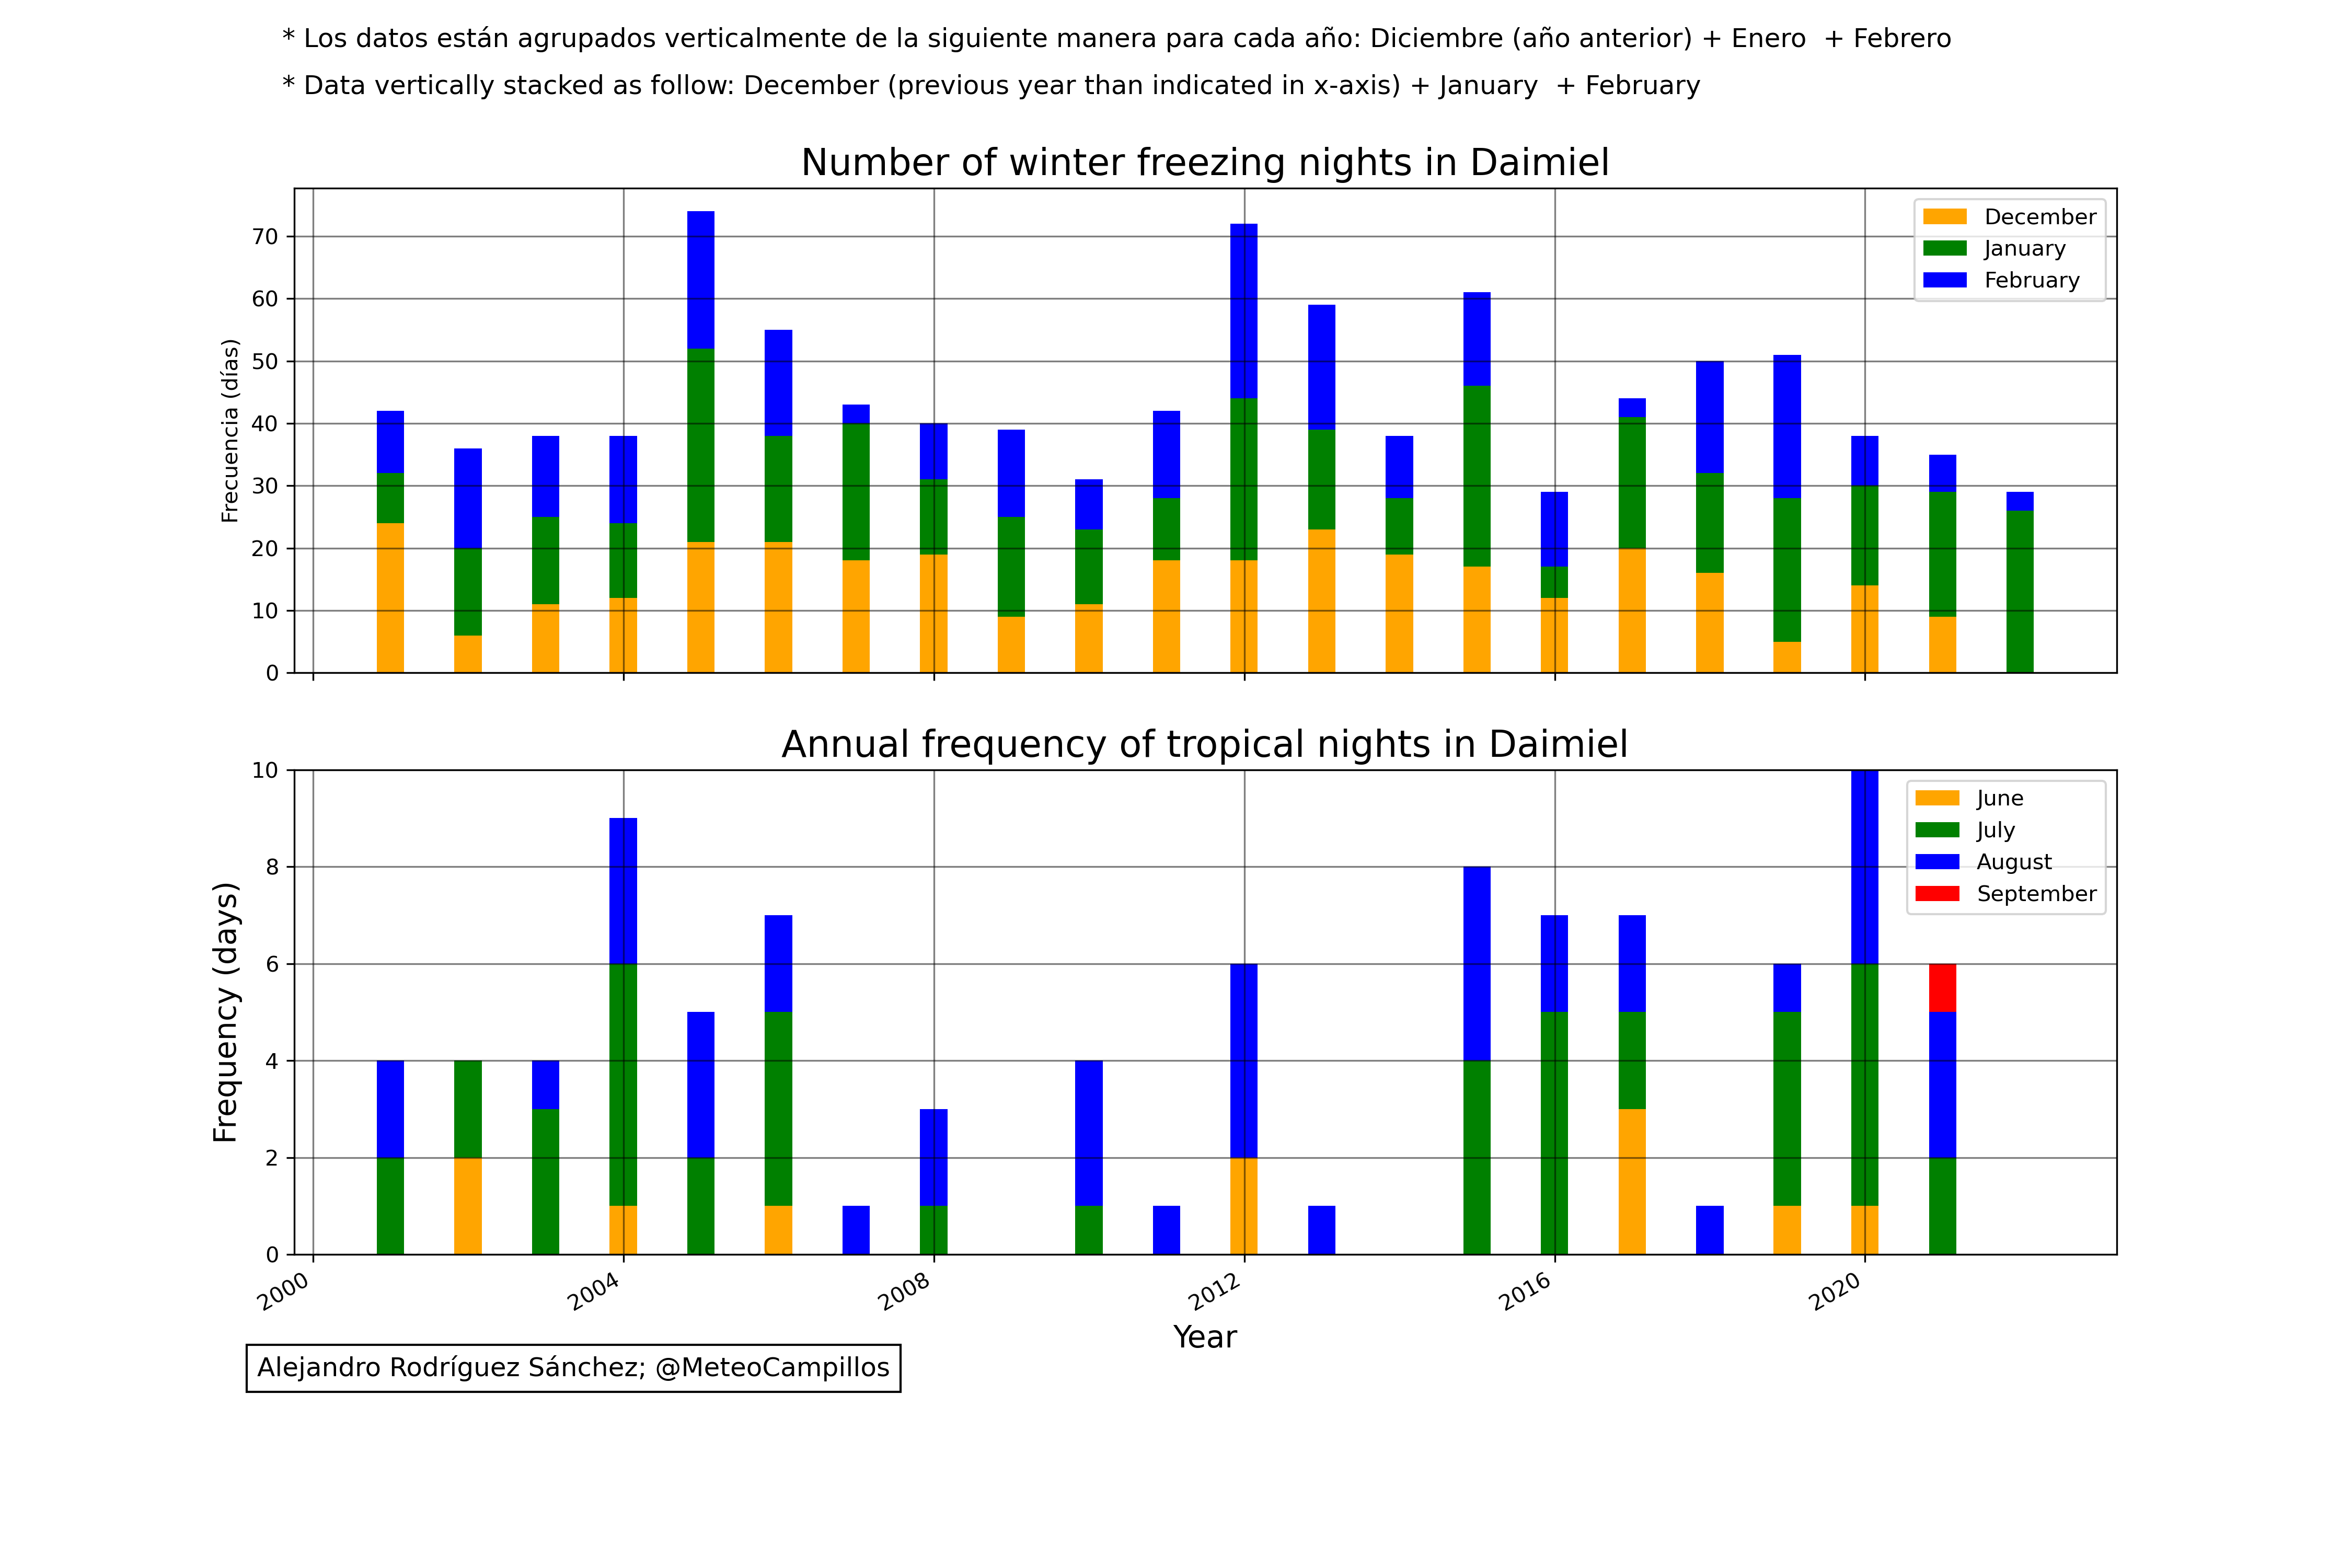 * Los datos están agrupados verticalmente de la siguiente manera para cada año: Diciembre (año anterior) + Enero  + Febrero
* Data vertically stacked as follow: December (previous year than indicated in x-axis) + January  + February
Number of winter freezing nights in Daimiel
70
60
50
40
30
20
10
0
Frecuencia (días)
December
January
February
Annual frequency of tropical nights in Daimiel
10
8
6
4
2
0
Frequency (days)
June
July
August
September
2000
2004
2008
2012
2016
2020
Year
Alejandro Rodríguez Sánchez; @MeteoCampillos